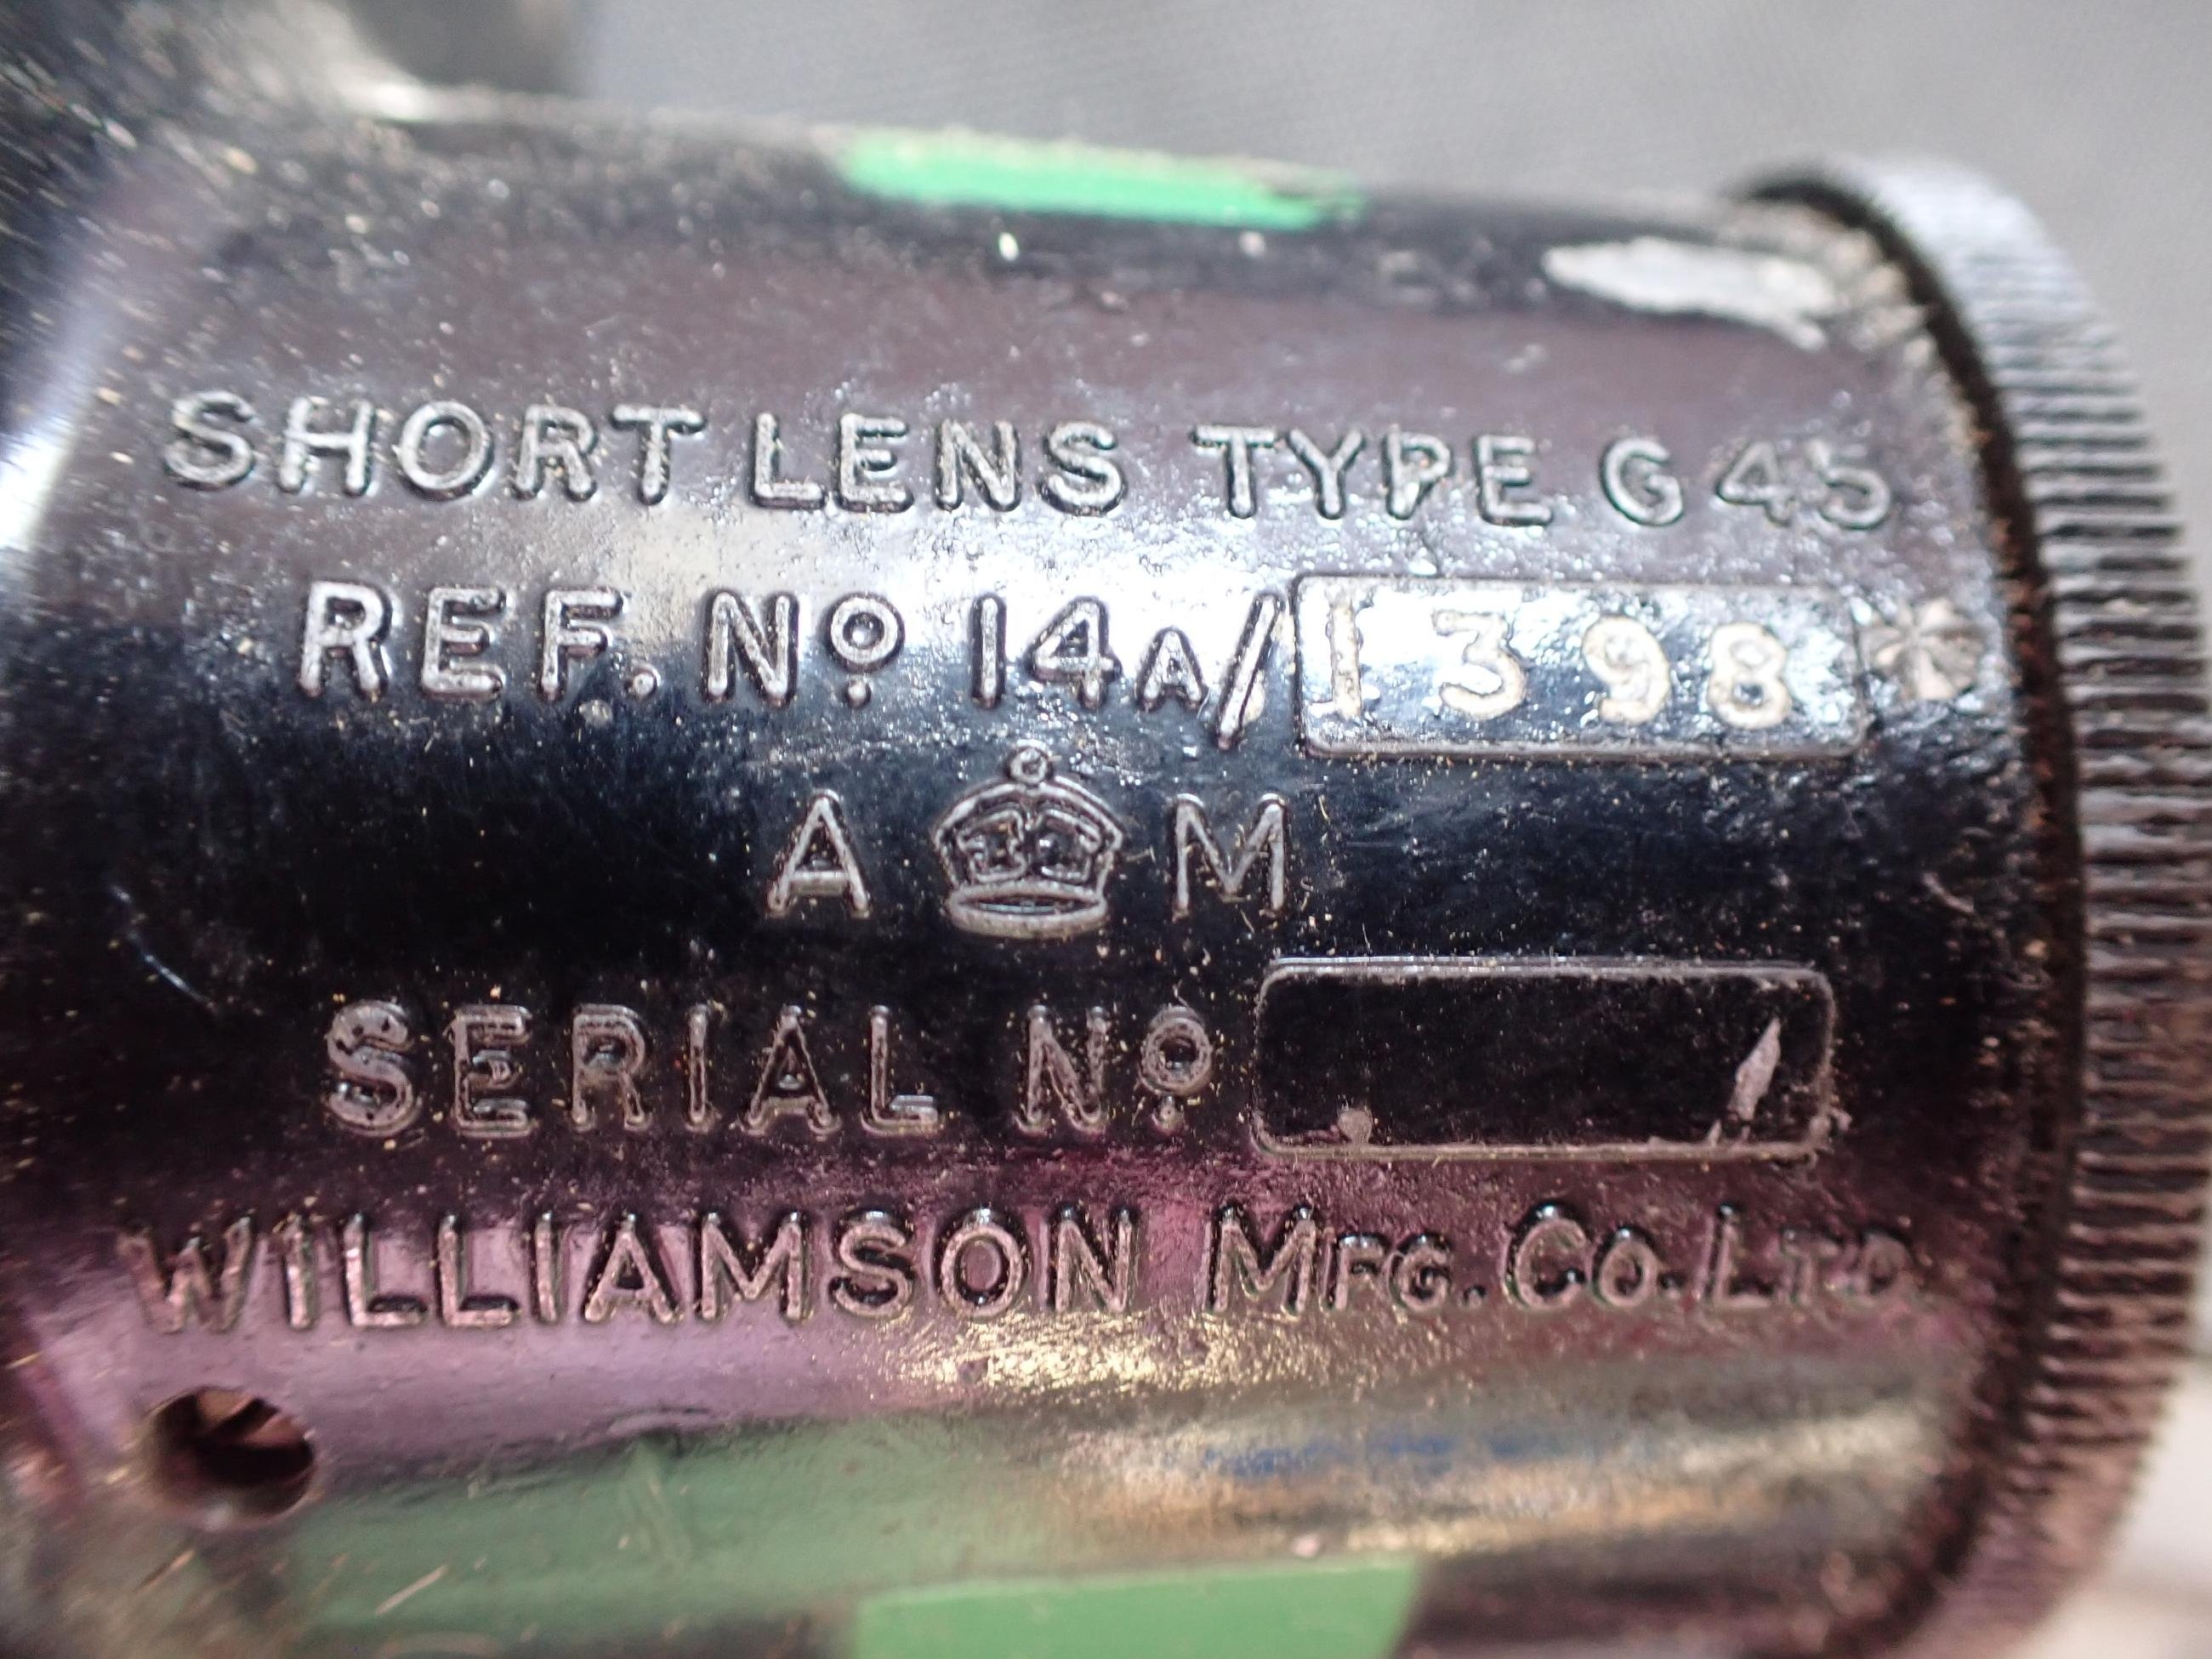 SHORT LENS TYPE G45
REF. Nº 14A/1398
A M
SERIAL Nº
WILLIAMSON MFG. CO. LTD.